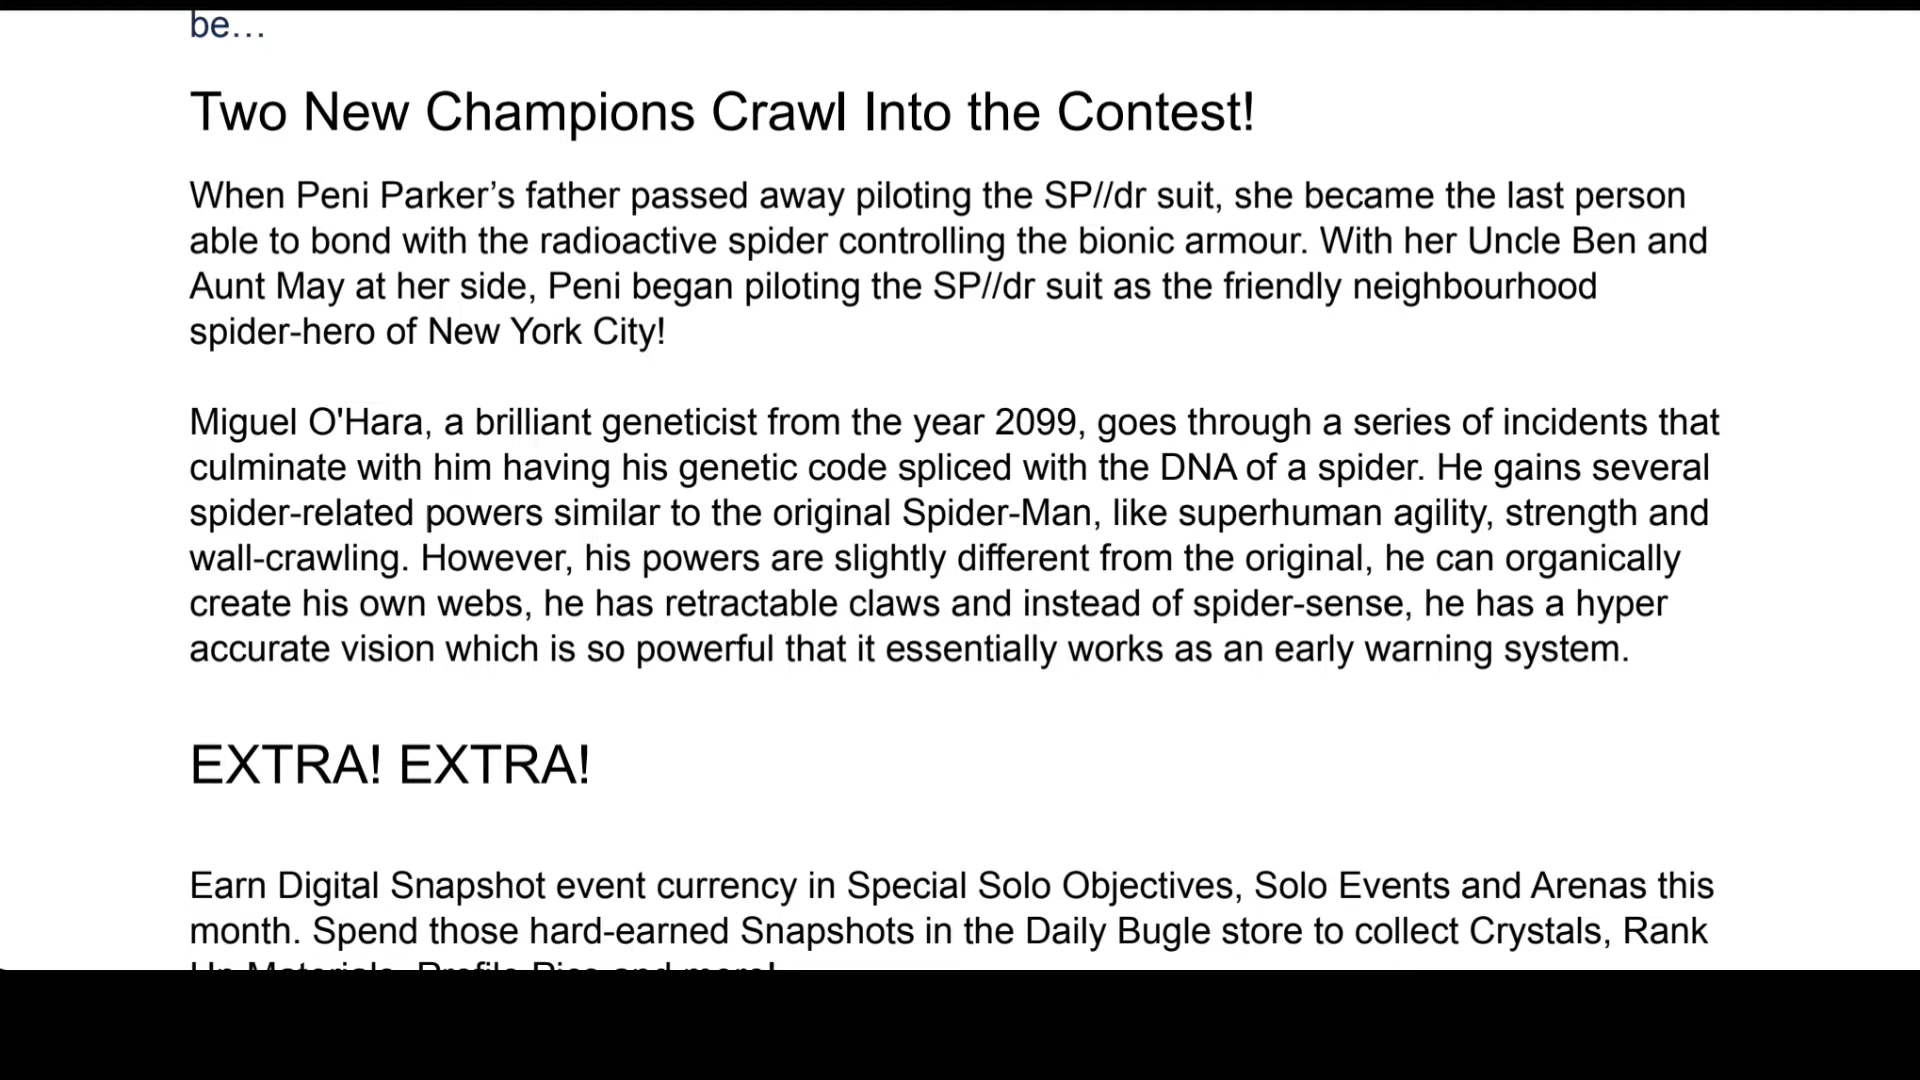 be…
Two New Champions Crawl Into the Contest!
When Peni Parker’s father passed away piloting the SP//dr suit, she became the last person
able to bond with the radioactive spider controlling the bionic armour. With her Uncle Ben and
Aunt May at her side, Peni began piloting the SP//dr suit as the friendly neighbourhood
spider-hero of New York City!
Miguel O'Hara, a brilliant geneticist from the year 2099, goes through a series of incidents that
culminate with him having his genetic code spliced with the DNA of a spider. He gains several
spider-related powers similar to the original Spider-Man, like superhuman agility, strength and
wall-crawling. However, his powers are slightly different from the original, he can organically
create his own webs, he has retractable claws and instead of spider-sense, he has a hyper
accurate vision which is so powerful that it essentially works as an early warning system.
EXTRA! EXTRA!
Earn Digital Snapshot event currency in Special Solo Objectives, Solo Events and Arenas this
month. Spend those hard-earned Snapshots in the Daily Bugle store to collect Crystals, Rank
Up Materials, Profile Pics and more!